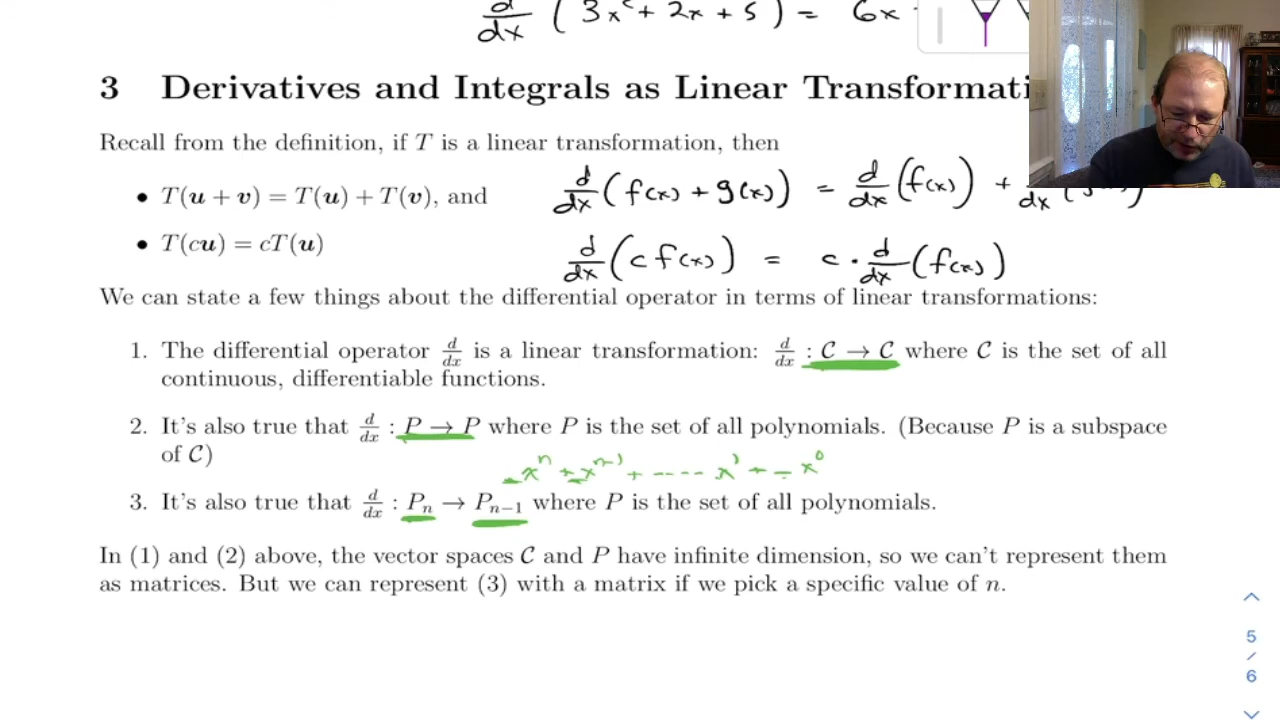 d/dx (3x² + 2x + 5) = 6x
3 Derivatives and Integrals as Linear
Recall from the definition, if T is a linear transformation, then
• T(u + v) = T(u) + T(v), and d/dx (f(x) + g(x)) = d/dx (f(x)) + d/dx
• T(cu) = cT(u) d/dx (c f(x)) = c · d/dx (f(x))
We can state a few things about the differential operator in terms of linear transformations:
1. The differential operator d/dx is a linear transformation: d/dx : 𝒞 → 𝒞 where 𝒞 is the set of all
continuous, differentiable functions.
2. It's also true that d/dx : P → P where P is the set of all polynomials. (Because P is a subspace
of 𝒞)
_xⁿ + _xⁿ⁻¹ + ---- x¹ + _ x⁰
3. It's also true that d/dx : Pₙ → Pₙ₋₁ where P is the set of all polynomials.
In (1) and (2) above, the vector spaces 𝒞 and P have infinite dimension, so we can't represent them
as matrices. But we can represent (3) with a matrix if we pick a specific value of n.
5
/
6